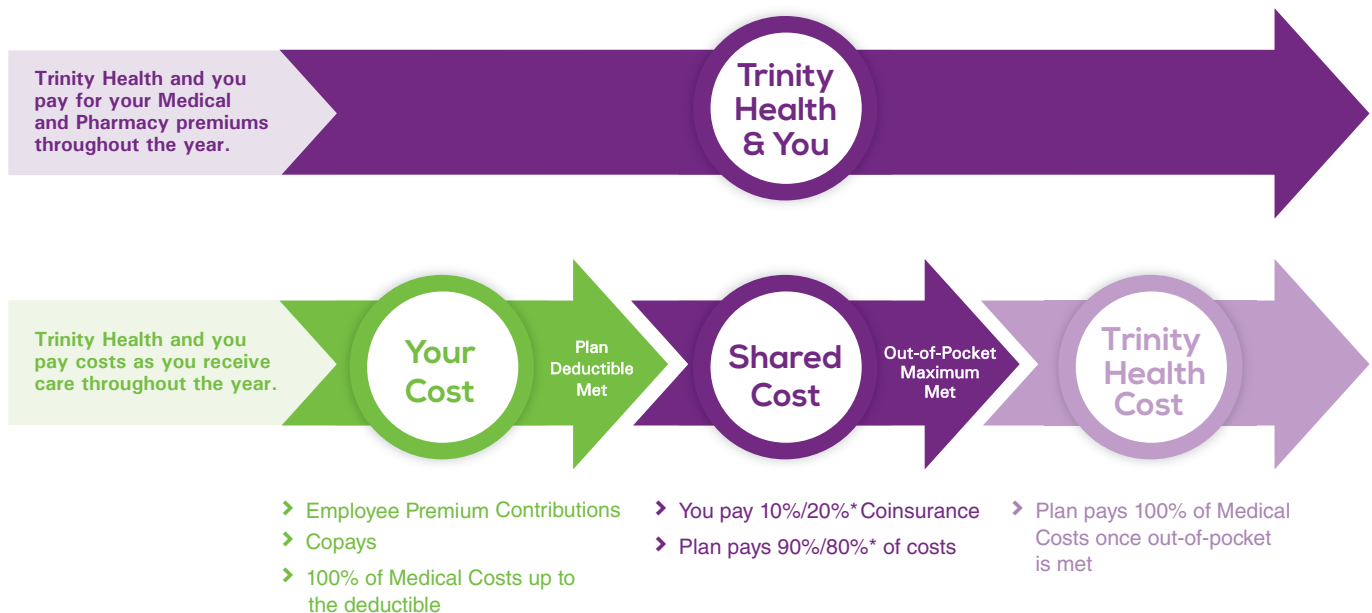 Trinity Health and you
pay for your Medical
and Pharmacy premiums
throughout the year.
Trinity
Health
& You
Trinity Health and you
pay costs as you receive
care throughout the year.
Your
Cost
Plan
Deductible
Met
Shared
Cost
Out-of-Pocket
Maximum
Met
Trinity
Health
Cost
> Employee Premium Contributions
> Copays
> 100% of Medical Costs up to
the deductible
> You pay 10%/20%* Coinsurance
> Plan pays 90%/80%* of costs
> Plan pays 100% of Medical
Costs once out-of-pocket
is met